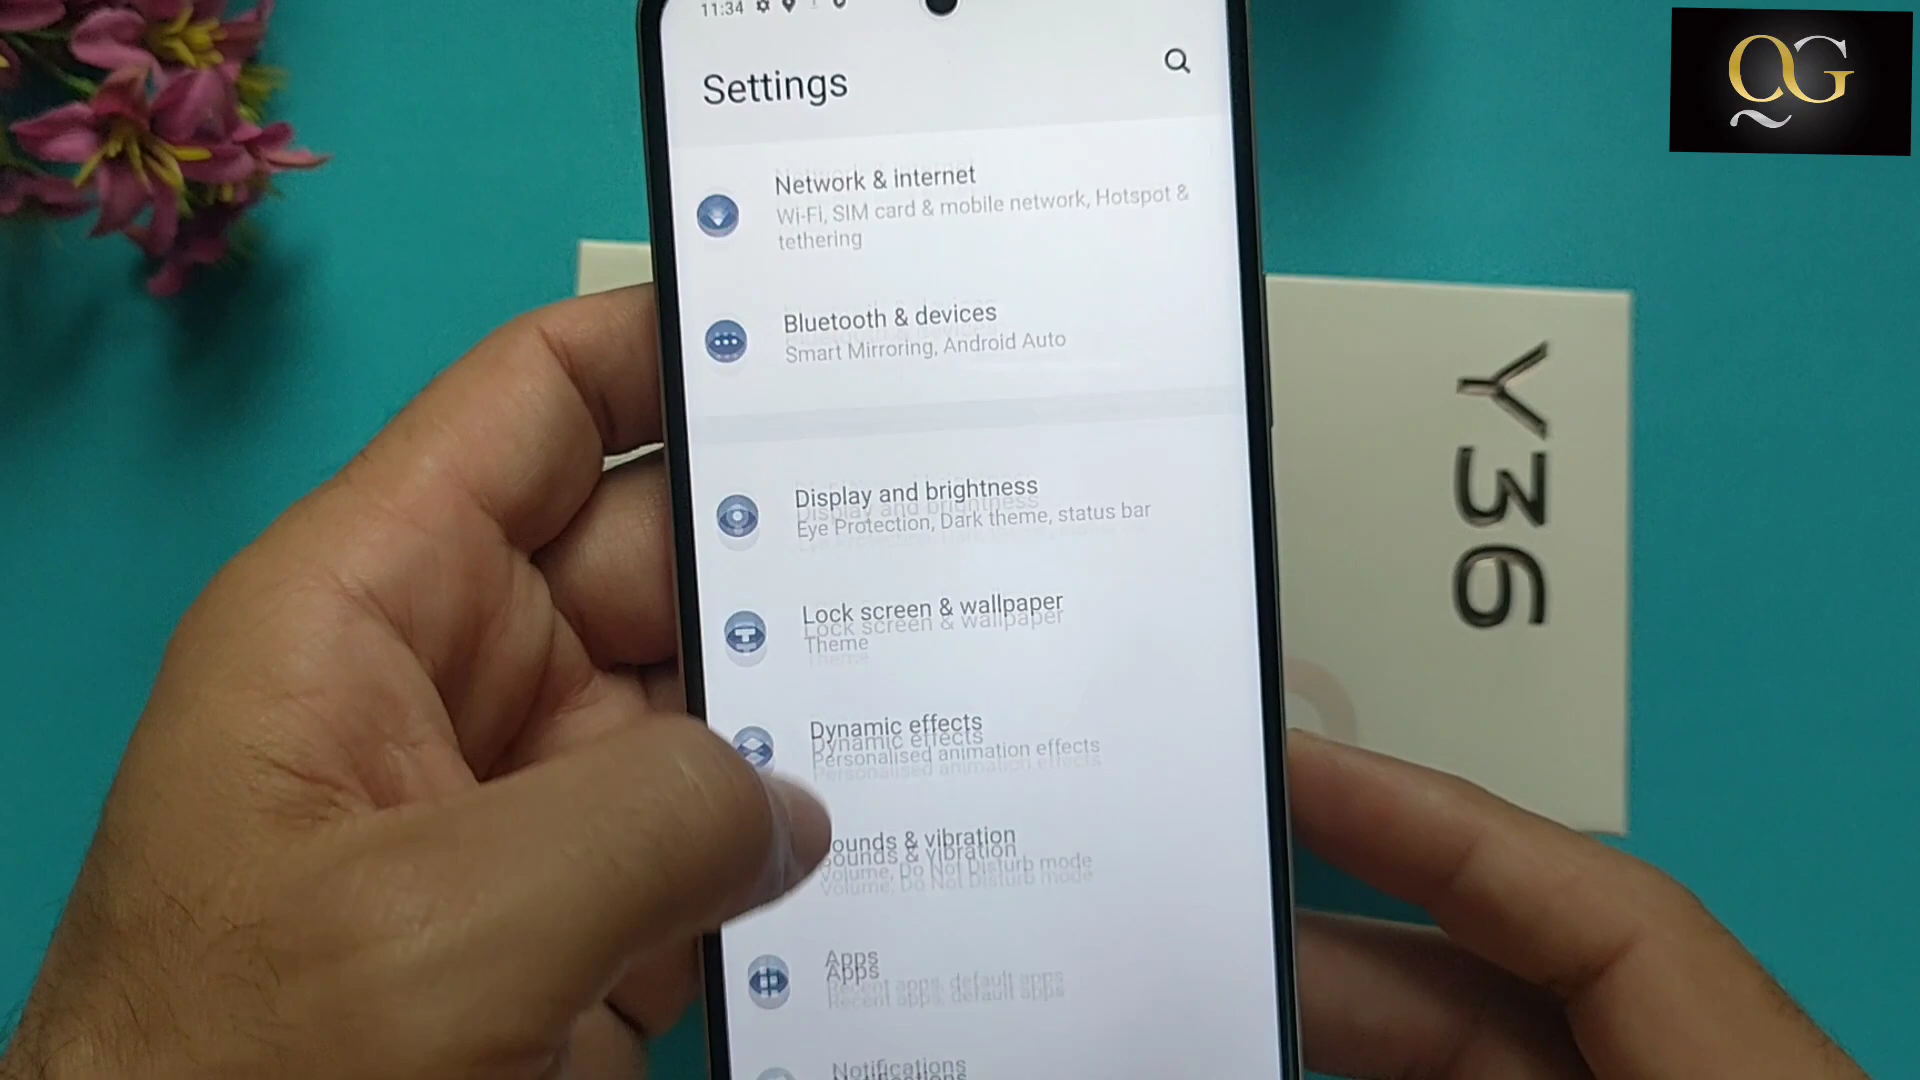 11:34
Settings
Network & internet
Wi-Fi, SIM card & mobile network, Hotspot &
tethering
Bluetooth & devices
Smart Mirroring, Android Auto
Display and brightness
Eye Protection, Dark theme, status bar
Lock screen & wallpaper
Theme
Dynamic effects
Personalised animation effects
Sounds & vibration
Volume, Do Not Disturb mode
Apps
Recent apps, default apps
Notifications
Y36
QG